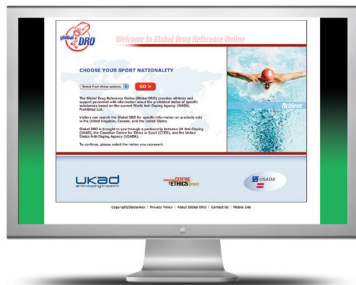 global DRO
Welcome to Global Drug Reference Online
CHOOSE YOUR SPORT NATIONALITY
Select from these options
GO >
The Global Drug Reference Online (Global DRO) provides athletes and
support personnel with information about the prohibited status of specific
substances based on the current World Anti-Doping Agency (WADA)
Prohibited List.
Visitors can search the Global DRO for specific information on products sold
in the United Kingdom, Canada, and the United States.
Global DRO is brought to you through a partnership between UK Anti-Doping
(UKAD), the Canadian Centre for Ethics in Sport (CCES), and the United
States Anti-Doping Agency (USADA).
To continue, please select the nation you represent.
Achieve
ukad
anti-doping in sport
CENTRE
ETHICS
USADA
Copyright/Disclaimer | Privacy Policy | About Global DRO | Contact Us | Mobile Site